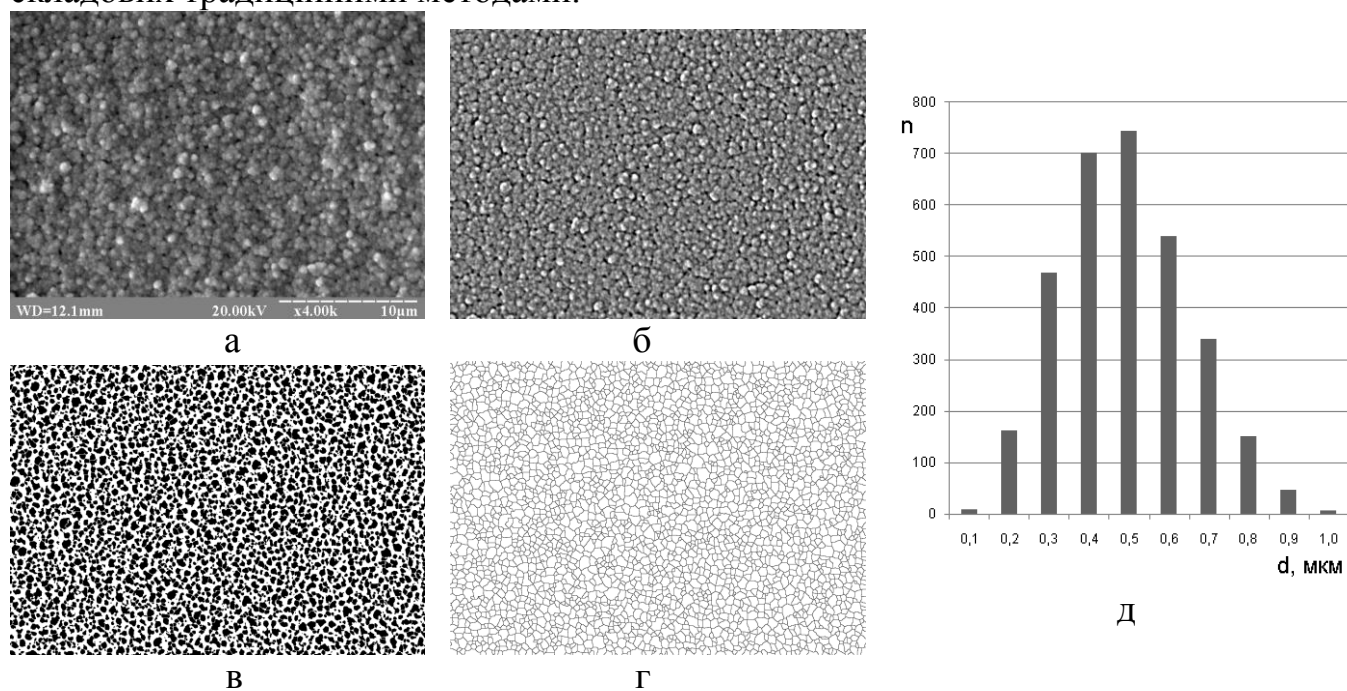 складових традиційними методами.
WD=12.1mm 20.00kV x4.00k 10µm
а
б
в
г
n
800
700
600
500
400
300
200
100
0
0,1 0,2 0,3 0,4 0,5 0,6 0,7 0,8 0,9 1,0
d, мкм
д